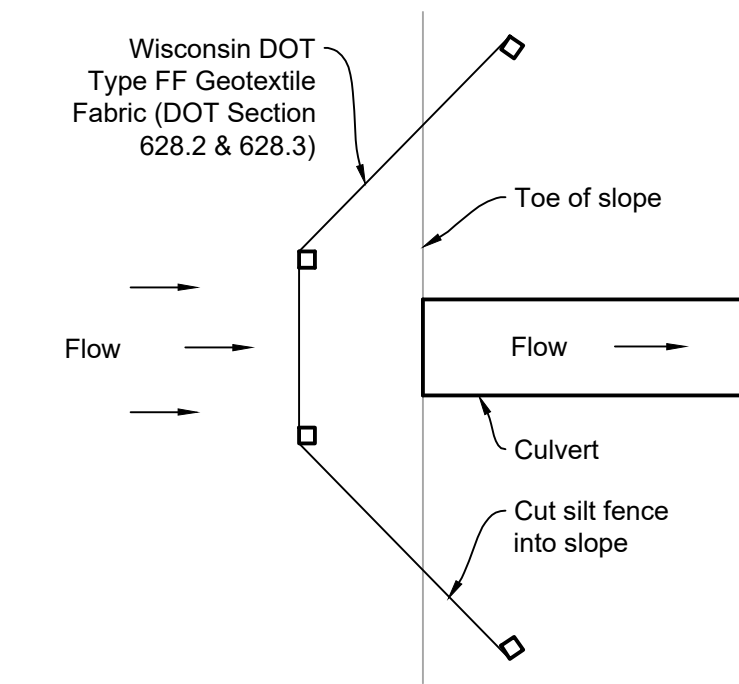 Wisconsin DOT
Type FF Geotextile
Fabric (DOT Section
628.2 & 628.3)
Toe of slope
Flow
Flow
Culvert
Cut silt fence
into slope